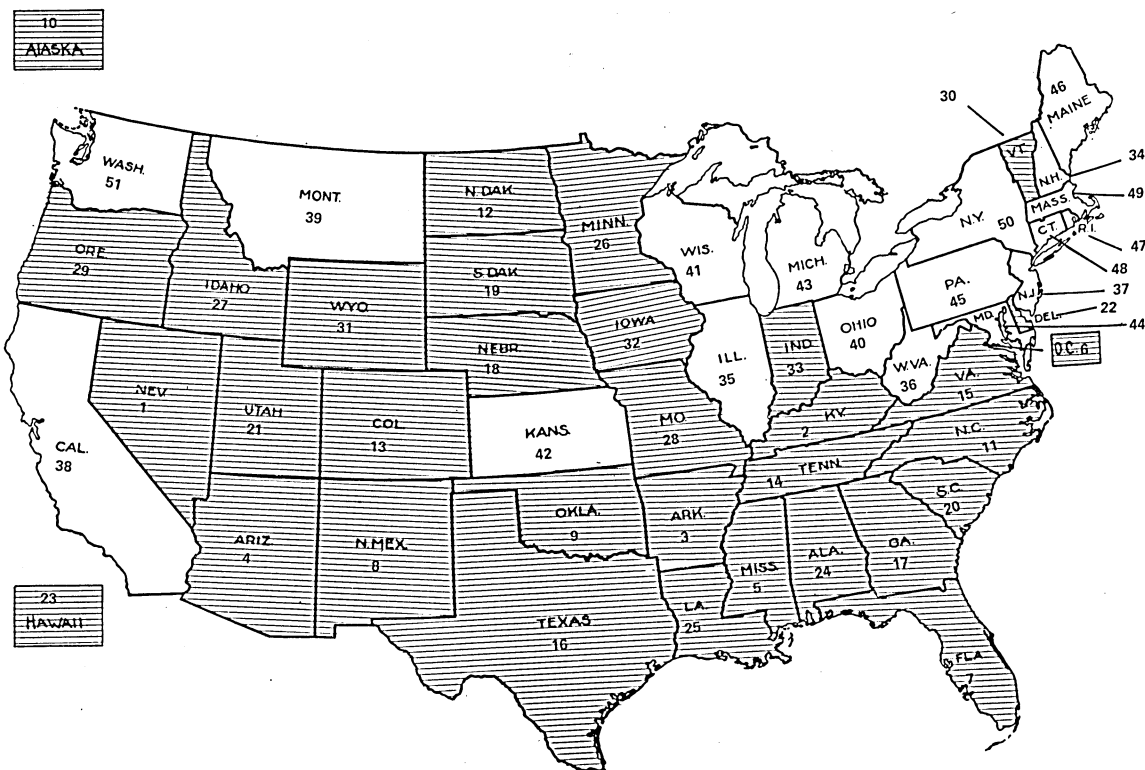 10
AlASKA
23
HAWAII
WASH.
51
ORE.
29
CAL.
38
NEV.
1
IDAHO
27
MONT.
39
WYO.
31
UTAH
21
COL.
13
ARIZ.
4
N.MEX.
8
N.DAK.
12
S.DAK.
19
NEBR.
18
KANS.
42
OKLA.
9
TEXAS
16
MINN.
26
IOWA
32
MO.
28
ARK.
3
LA.
25
WIS.
41
ILL.
35
MICH.
43
IND.
33
OHIO
40
KY.
2
TENN.
14
MISS.
5
ALA.
24
GA.
17
FLA.
7
S.C.
20
N.C.
11
VA.
15
W.VA.
36
PA.
45
N.Y.
50
30
VT.
46
MAINE
N.H.
34
MASS.
49
CT.
R.I.
47
48
N.J.
37
DEL.
22
MD.
44
D.C. 6